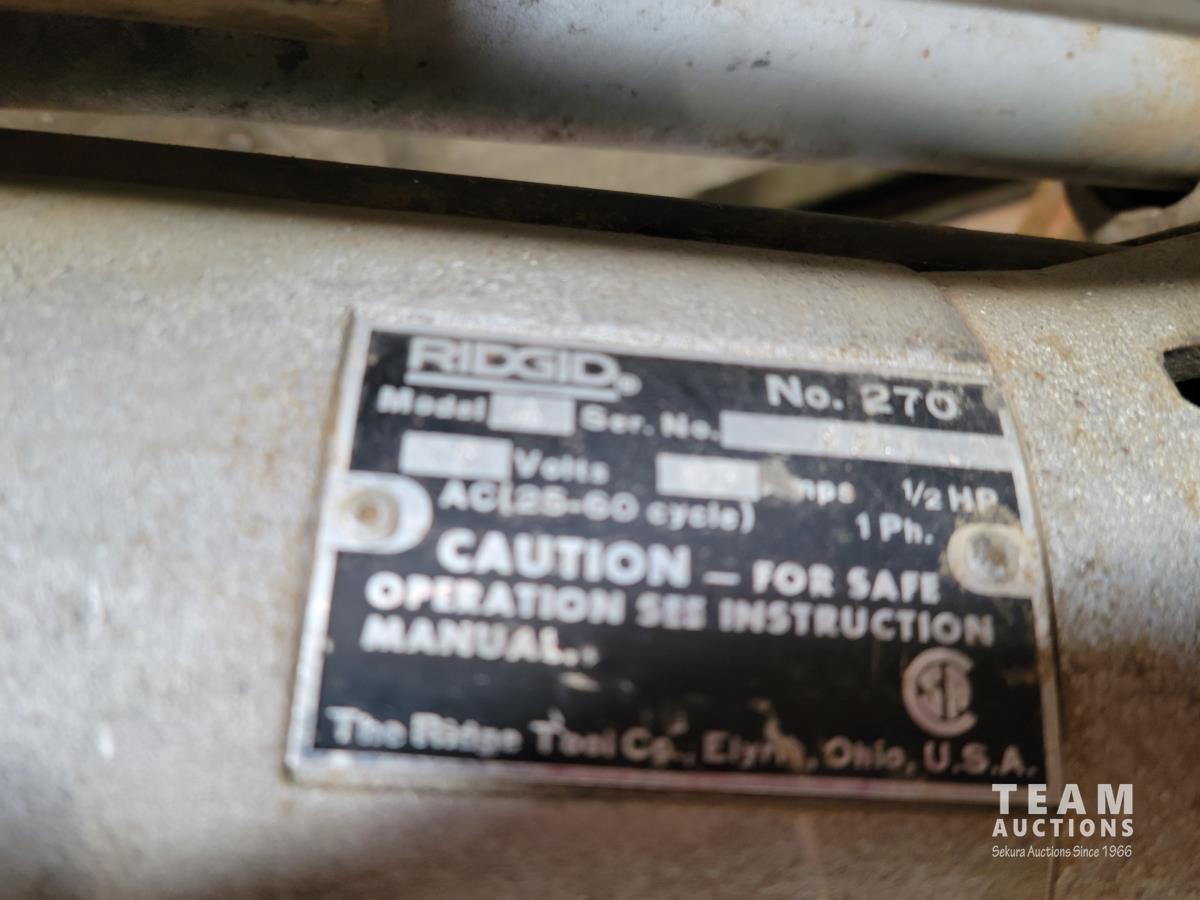 RIDGID® No. 270
Model Ser. No.
Volts Amps 1/2 HP
AC(25-60 cycle) 1 Ph.
CAUTION — FOR SAFE
OPERATION SEE INSTRUCTION
MANUAL.
The Ridge Tool Co., Elyria, Ohio, U.S.A.
TEAM
AUCTIONS
Sekura Auctions Since 1966